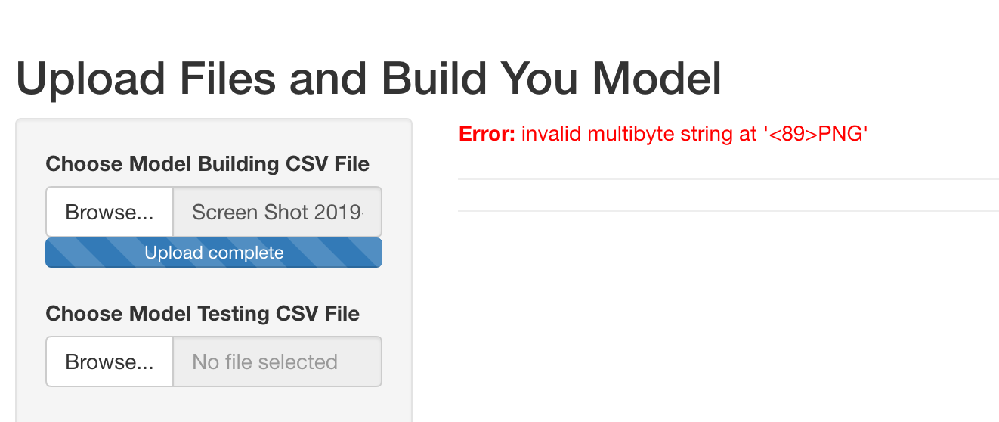 Upload Files and Build You Model
Error: invalid multibyte string at '<89>PNG'
Choose Model Building CSV File
Browse... Screen Shot 2019-
Upload complete
Choose Model Testing CSV File
Browse... No file selected